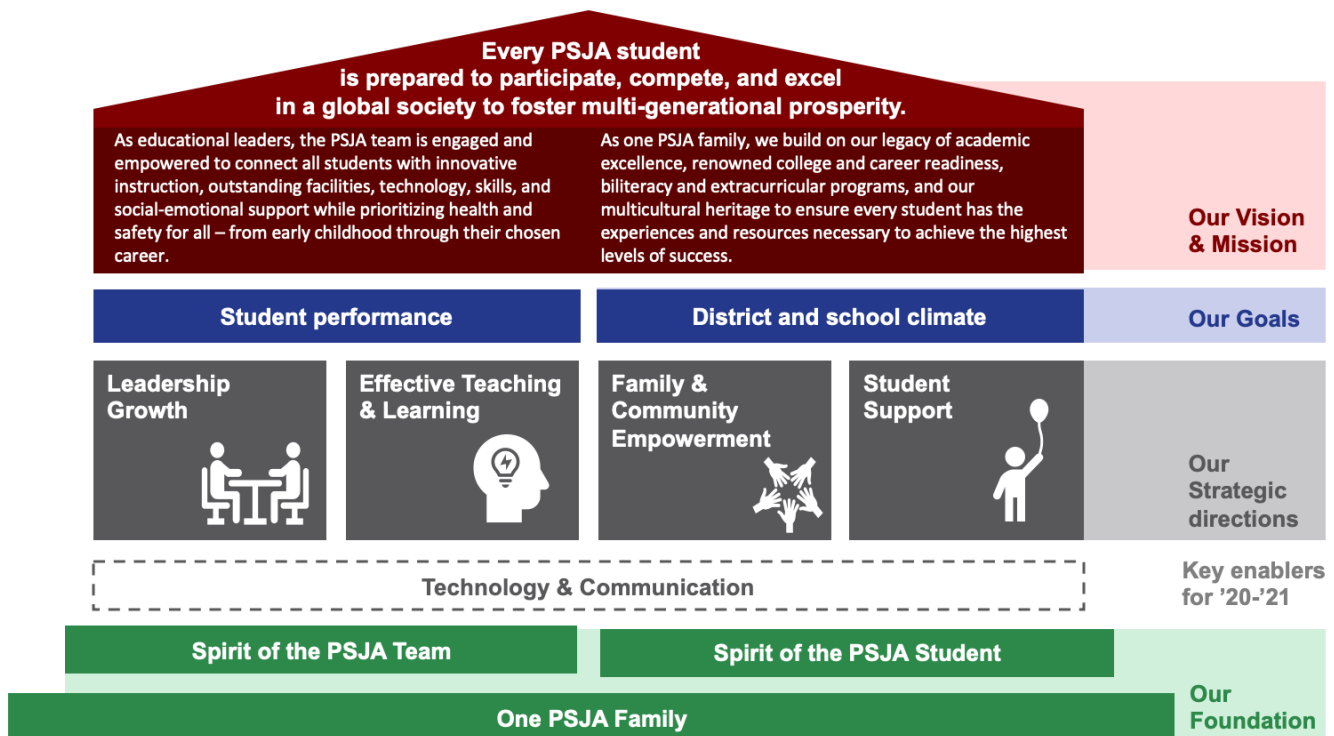 Every PSJA student
is prepared to participate, compete, and excel
in a global society to foster multi-generational prosperity.
As educational leaders, the PSJA team is engaged and
empowered to connect all students with innovative
instruction, outstanding facilities, technology, skills, and
social-emotional support while prioritizing health and
safety for all – from early childhood through their chosen
career.
As one PSJA family, we build on our legacy of academic
excellence, renowned college and career readiness,
biliteracy and extracurricular programs, and our
multicultural heritage to ensure every student has the
experiences and resources necessary to achieve the highest
levels of success.
Our Vision
& Mission
Student performance
District and school climate
Our Goals
Leadership
Growth
Effective Teaching
& Learning
Family &
Community
Empowerment
Student
Support
Our
Strategic
directions
Technology & Communication
Key enablers
for ’20-’21
Spirit of the PSJA Team
Spirit of the PSJA Student
One PSJA Family
Our
Foundation